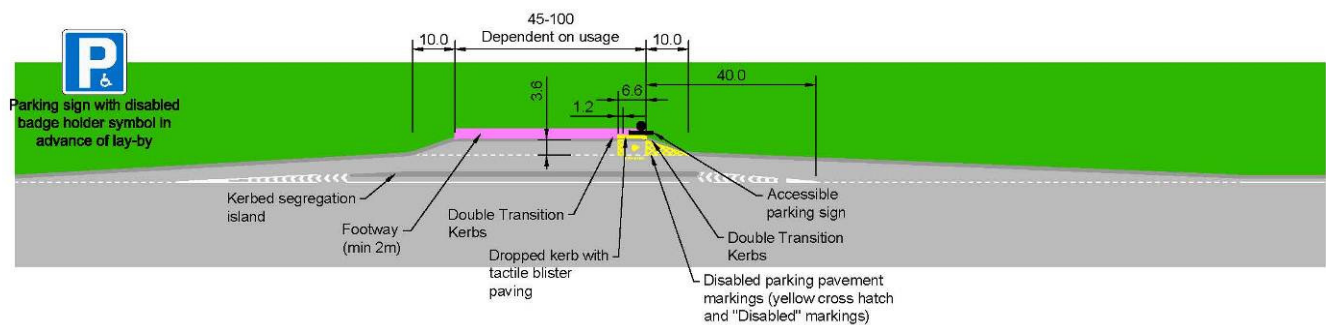 45-100
Dependent on usage
10.0
10.0
40.0
3.6
6.6
1.2
P
Parking sign with disabled
badge holder symbol in
advance of lay-by
Kerbed segregation
island
Footway
(min 2m)
Double Transition
Kerbs
Dropped kerb with
tactile blister
paving
Accessible
parking sign
Double Transition
Kerbs
Disabled parking pavement
markings (yellow cross hatch
and "Disabled" markings)